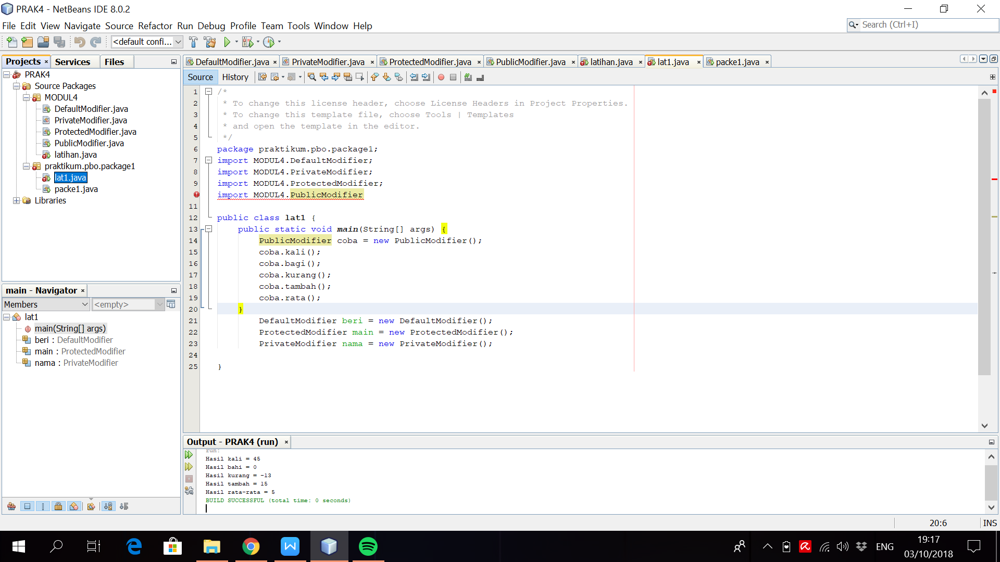 PRAK4 - NetBeans IDE 8.0.2
File Edit View Navigate Source Refactor Run Debug Profile Team Tools Window Help
Search (Ctrl+I)
<default confi...
Projects
Services
Files
PRAK4
Source Packages
MODUL4
DefaultModifier.java
PrivateModifier.java
ProtectedModifier.java
PublicModifier.java
latihan.java
praktikum.pbo.package1
lat1.java
packe1.java
Libraries
main - Navigator
Members
<empty>
lat1
main(String[] args)
beri : DefaultModifier
main : ProtectedModifier
nama : PrivateModifier
DefaultModifier.java PrivateModifier.java ProtectedModifier.java PublicModifier.java latihan.java lat1.java packe1.java
Source History
1 /*
2 * To change this license header, choose License Headers in Project Properties.
3 * To change this template file, choose Tools | Templates
4 * and open the template in the editor.
5 */
6 package praktikum.pbo.package1;
7 import MODUL4.DefaultModifier;
8 import MODUL4.PrivateModifier;
9 import MODUL4.ProtectedModifier;
import MODUL4.PublicModifier
11
12 public class lat1 {
13 public static void main(String[] args) {
14 PublicModifier coba = new PublicModifier();
15 coba.kali();
16 coba.bagi();
17 coba.kurang();
18 coba.tambah();
19 coba.rata();
20 }
21 DefaultModifier beri = new DefaultModifier();
22 ProtectedModifier main = new ProtectedModifier();
23 PrivateModifier nama = new PrivateModifier();
24
25 }
Output - PRAK4 (run)
run:
Hasil kali = 45
Hasil bahi = 0
Hasil kurang = -13
Hasil tambah = 15
Hasil rata-rata = 5
BUILD SUCCESSFUL (total time: 0 seconds)
20:6 INS
ENG
19:17
03/10/2018